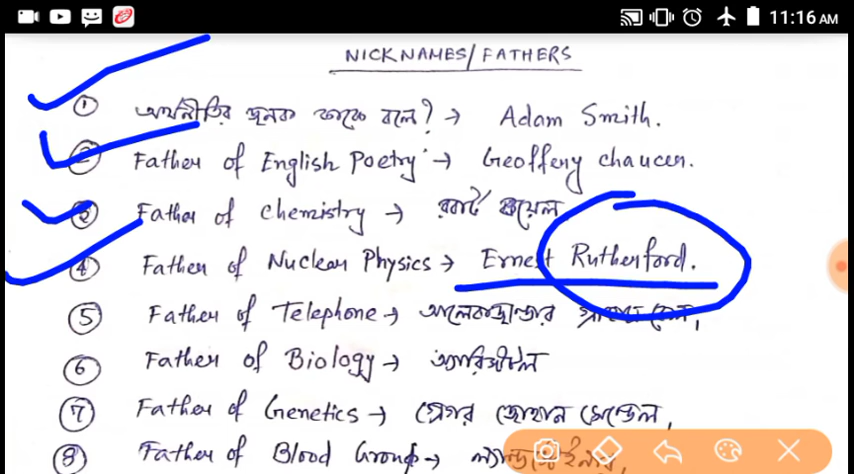 11:16 AM
NICKNAMES/FATHERS
① অর্থনীতির জনক কাকে বলে? → Adam Smith.
② Father of English Poetry → Geoffeny chaucer.
③ Father of Chemistry → রবার্ট বয়েল
④ Father of Nuclear Physics → Ernest Rutherford.
⑤ Father of Telephone → আলেকজান্ডার গ্রাহাম বেল,
⑥ Father of Biology → অ্যারিস্টটল
⑦ Father of Genetics → গ্রেগর জোহান মেন্ডেল,
⑧ Father of Blood Group →